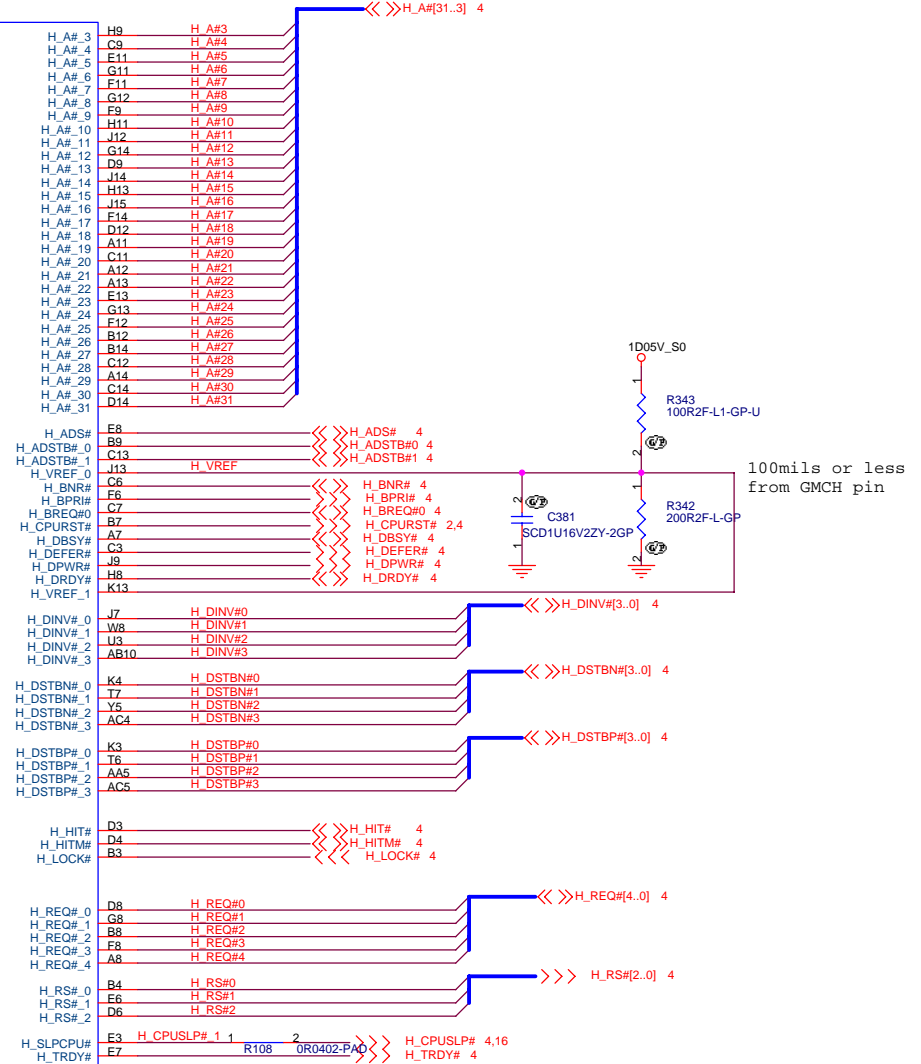 H_A#[31..3] 4
H_A#_3 H9 H_A#3
H_A#_4 C9 H_A#4
H_A#_5 E11 H_A#5
H_A#_6 G11 H_A#6
H_A#_7 F11 H_A#7
H_A#_8 G12 H_A#8
H_A#_9 F9 H_A#9
H_A#_10 H11 H_A#10
H_A#_11 J12 H_A#11
H_A#_12 G14 H_A#12
H_A#_13 D9 H_A#13
H_A#_14 J14 H_A#14
H_A#_15 H13 H_A#15
H_A#_16 J15 H_A#16
H_A#_17 F14 H_A#17
H_A#_18 D12 H_A#18
H_A#_19 A11 H_A#19
H_A#_20 C11 H_A#20
H_A#_21 A12 H_A#21
H_A#_22 A13 H_A#22
H_A#_23 E13 H_A#23
H_A#_24 G13 H_A#24
H_A#_25 F12 H_A#25
H_A#_26 B12 H_A#26
H_A#_27 B14 H_A#27
H_A#_28 C12 H_A#28
H_A#_29 A14 H_A#29
H_A#_30 C14 H_A#30
H_A#_31 D14 H_A#31
1D05V_S0
1
R343
100R2F-L1-GP-U
G/P
2
H_ADS# E8 H_ADS# 4
H_ADSTB#_0 B9 H_ADSTB#0 4
H_ADSTB#_1 C13 H_ADSTB#1 4
H_VREF_0 J13 H_VREF
100mils or less
from GMCH pin
H_BNR# C6 H_BNR# 4
H_BPRI# F6 H_BPRI# 4
H_BREQ#0 C7 H_BREQ#0 4
H_CPURST# B7 H_CPURST# 2,4
H_DBSY# A7 H_DBSY# 4
H_DEFER# C3 H_DEFER# 4
H_DPWR# J9 H_DPWR# 4
H_DRDY# H8 H_DRDY# 4
H_VREF_1 K13
2
G/P
C381
SCD1U16V2ZY-2GP
1
1
R342
200R2F-L-GP
G/P
2
H_DINV#[3..0] 4
H_DINV#_0 J7 H_DINV#0
H_DINV#_1 W8 H_DINV#1
H_DINV#_2 U3 H_DINV#2
H_DINV#_3 AB10 H_DINV#3
H_DSTBN#[3..0] 4
H_DSTBN#_0 K4 H_DSTBN#0
H_DSTBN#_1 T7 H_DSTBN#1
H_DSTBN#_2 Y5 H_DSTBN#2
H_DSTBN#_3 AC4 H_DSTBN#3
H_DSTBP#[3..0] 4
H_DSTBP#_0 K3 H_DSTBP#0
H_DSTBP#_1 T6 H_DSTBP#1
H_DSTBP#_2 AA5 H_DSTBP#2
H_DSTBP#_3 AC5 H_DSTBP#3
H_HIT# D3 H_HIT# 4
H_HITM# D4 H_HITM# 4
H_LOCK# B3 H_LOCK# 4
H_REQ#[4..0] 4
H_REQ#_0 D8 H_REQ#0
H_REQ#_1 G8 H_REQ#1
H_REQ#_2 B8 H_REQ#2
H_REQ#_3 F8 H_REQ#3
H_REQ#_4 A8 H_REQ#4
H_RS#[2..0] 4
H_RS#_0 B4 H_RS#0
H_RS#_1 E6 H_RS#1
H_RS#_2 D6 H_RS#2
H_SLPCPU# E3 H_CPUSLP#_1 1 2 H_CPUSLP# 4,16
R108 0R0402-PAD
H_TRDY# E7 H_TRDY# 4